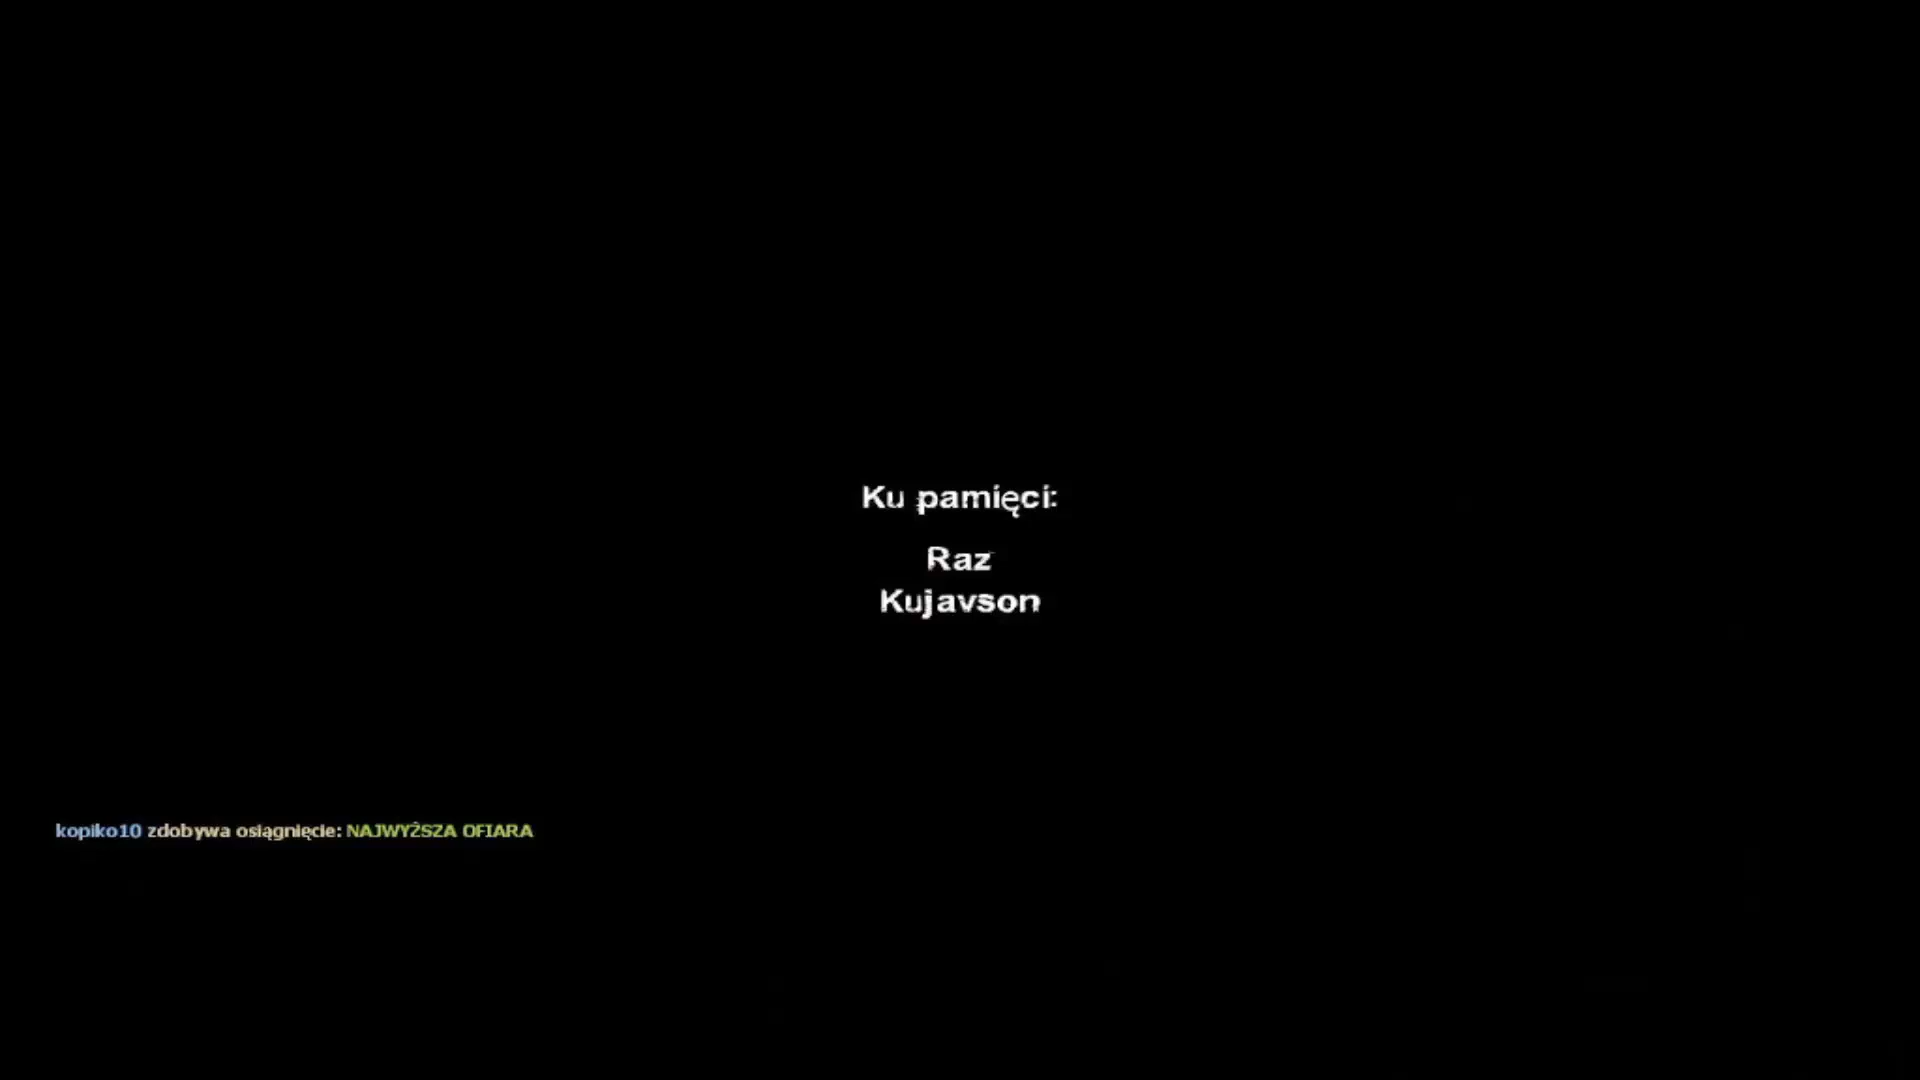 Ku pamięci:
Raz
Kujavson
kopiko10 zdobywa osiągnięcie: NAJWYŻSZA OFIARA